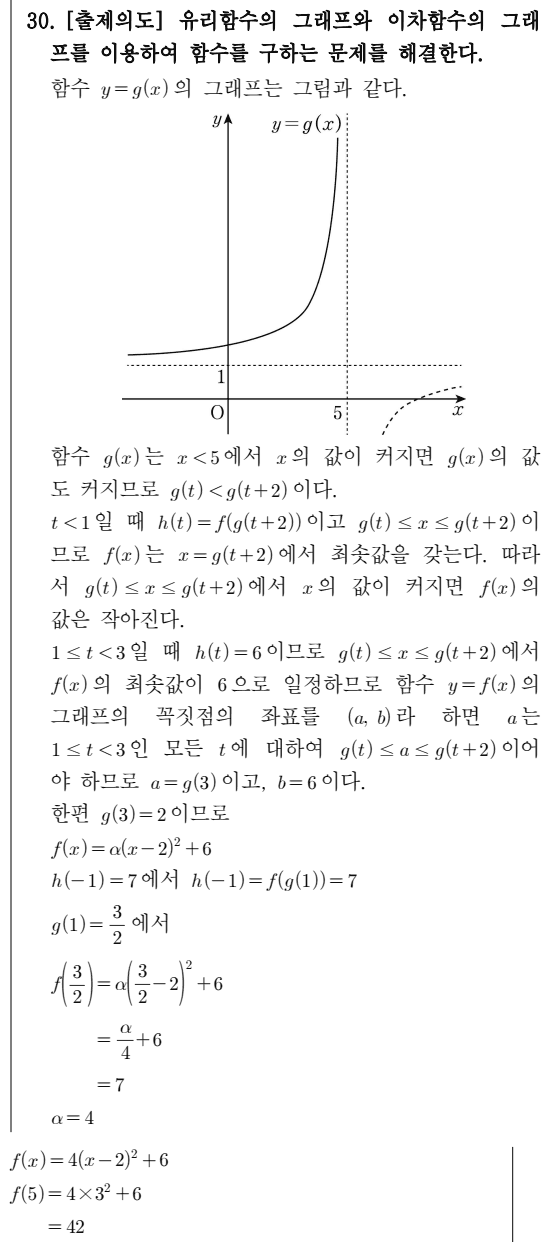 30. [출제의도] 유리함수의 그래프와 이차함수의 그래
프를 이용하여 함수를 구하는 문제를 해결한다.
함수 y=g(x)의 그래프는 그림과 같다.
y
y=g(x)
1
O
5
x
함수 g(x)는 x<5에서 x의 값이 커지면 g(x)의 값
도 커지므로 g(t)<g(t+2)이다.
t<1일 때 h(t)=f(g(t+2))이고 g(t)≤x≤g(t+2)이
므로 f(x)는 x=g(t+2)에서 최솟값을 갖는다. 따라
서 g(t)≤x≤g(t+2)에서 x의 값이 커지면 f(x)의
값은 작아진다.
1≤t<3일 때 h(t)=6이므로 g(t)≤x≤g(t+2)에서
f(x)의 최솟값이 6으로 일정하므로 함수 y=f(x)의
그래프의 꼭짓점의 좌표를 (a, b)라 하면 a는
1≤t<3인 모든 t에 대하여 g(t)≤a≤g(t+2)이어
야 하므로 a=g(3)이고, b=6이다.
한편 g(3)=2이므로
f(x)=α(x−2)²+6
h(−1)=7에서 h(−1)=f(g(1))=7
g(1)=3/2 에서
f(3/2)=α(3/2−2)²+6
=α/4+6
=7
α=4
f(x)=4(x−2)²+6
f(5)=4×3²+6
=42